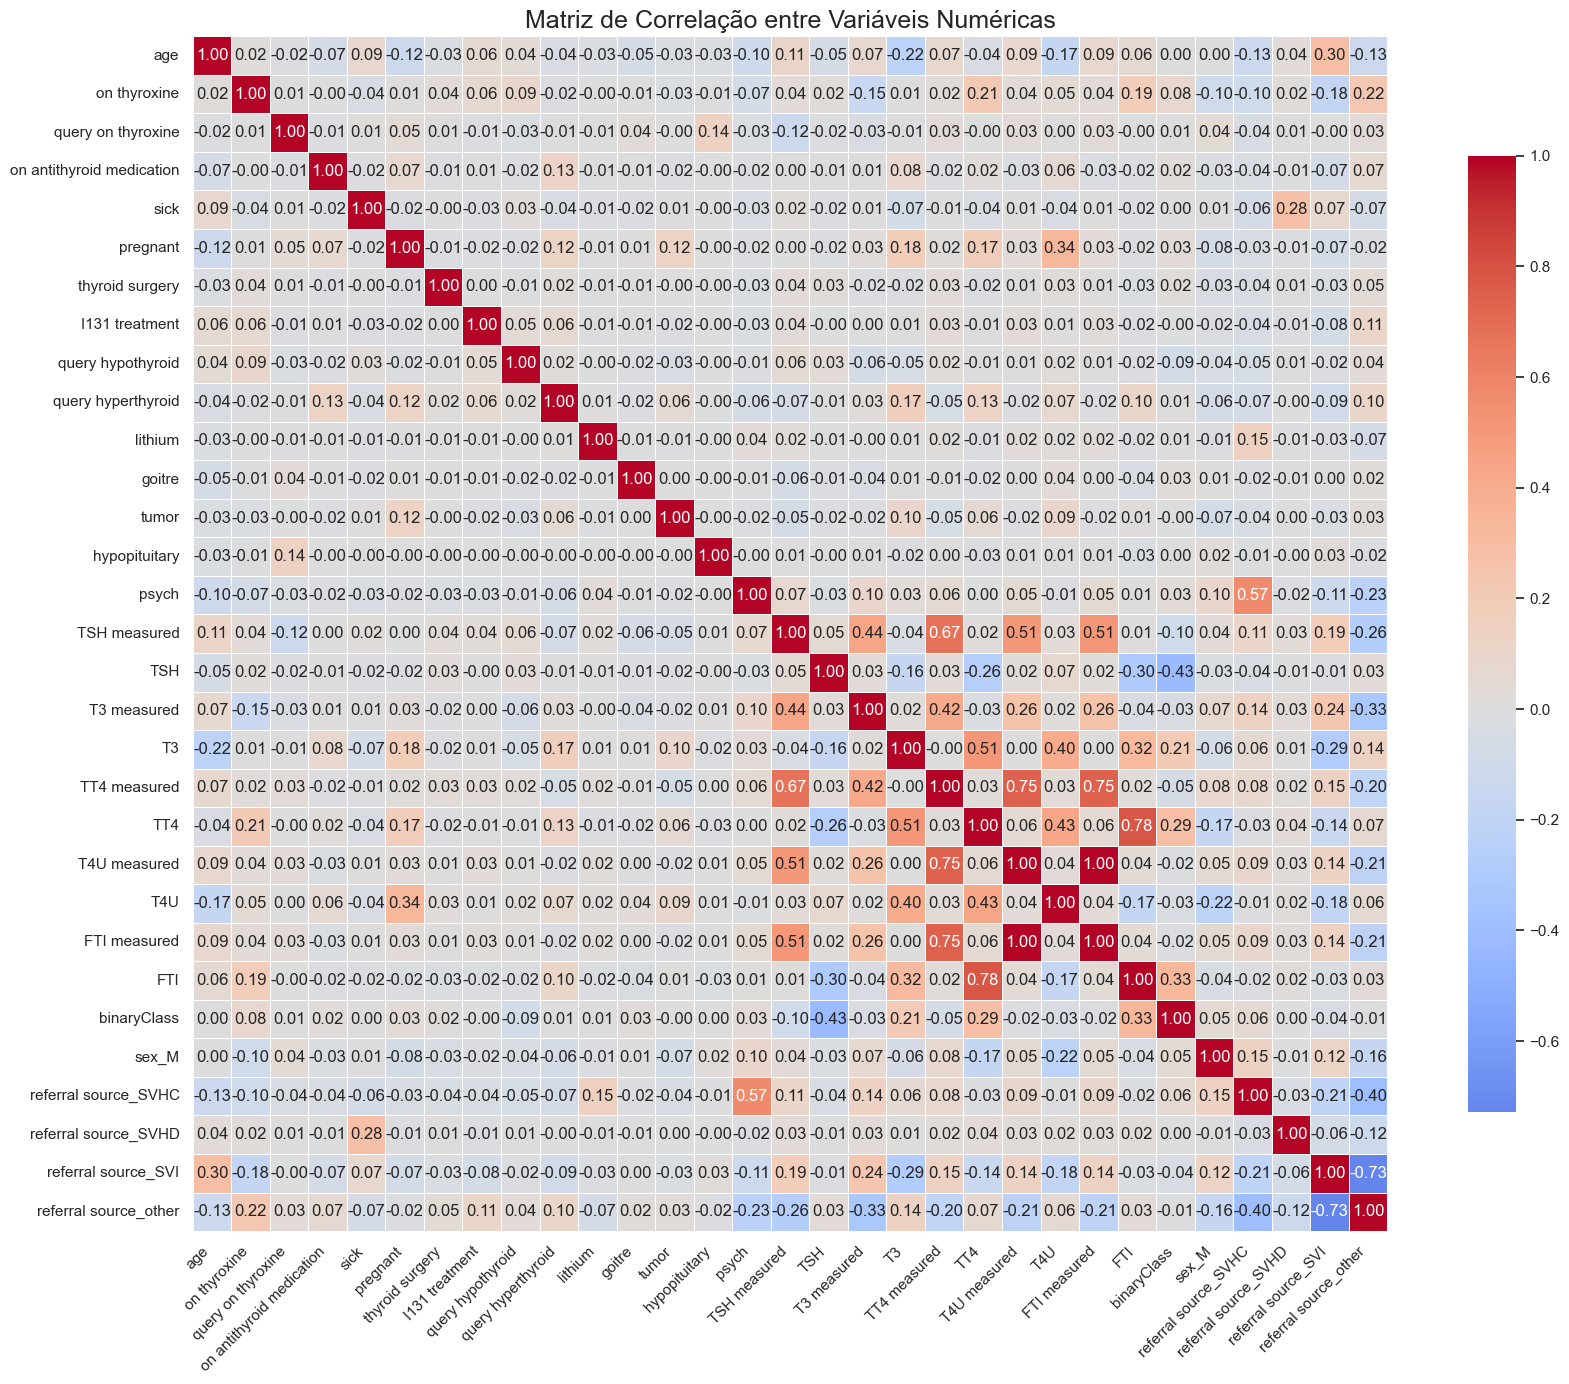 Matriz de Correlação entre Variáveis Numéricas
age 1.00 0.02 -0.02 -0.07 0.09 -0.12 -0.03 0.06 0.04 -0.04 -0.03 -0.05 -0.03 -0.03 -0.10 0.11 -0.05 0.07 -0.22 0.07 -0.04 0.09 -0.17 0.09 0.06 0.00 0.00 -0.13 0.04 0.30 -0.13
on thyroxine 0.02 1.00 0.01 -0.00 -0.04 0.01 0.04 0.06 0.09 -0.02 -0.00 -0.01 -0.03 -0.01 -0.07 0.04 0.02 -0.15 0.01 0.02 0.21 0.04 0.05 0.04 0.19 0.08 -0.10 -0.10 0.02 -0.18 0.22
query on thyroxine -0.02 0.01 1.00 -0.01 0.01 0.05 0.01 -0.01 -0.03 -0.01 -0.01 0.04 -0.00 0.14 -0.03 -0.12 -0.02 -0.03 -0.01 0.03 -0.00 0.03 0.00 0.03 -0.00 0.01 0.04 -0.04 0.01 -0.00 0.03
on antithyroid medication -0.07 -0.00 -0.01 1.00 -0.02 0.07 -0.01 0.01 -0.02 0.13 -0.01 -0.01 -0.02 -0.00 -0.02 0.00 -0.01 0.01 0.08 -0.02 0.02 -0.03 0.06 -0.03 -0.02 0.02 -0.03 -0.04 -0.01 -0.07 0.07
sick 0.09 -0.04 0.01 -0.02 1.00 -0.02 -0.00 -0.03 0.03 -0.04 -0.01 -0.02 0.01 -0.00 -0.03 0.02 -0.02 0.01 -0.07 -0.01 -0.04 0.01 -0.04 0.01 -0.02 0.00 0.01 -0.06 0.28 0.07 -0.07
pregnant -0.12 0.01 0.05 0.07 -0.02 1.00 -0.01 -0.02 -0.02 0.12 -0.01 0.01 0.12 -0.00 -0.02 0.00 -0.02 0.03 0.18 0.02 0.17 0.03 0.34 0.03 -0.02 0.03 -0.08 -0.03 -0.01 -0.07 -0.02
thyroid surgery -0.03 0.04 0.01 -0.01 -0.00 -0.01 1.00 0.00 -0.01 0.02 -0.01 -0.01 -0.00 -0.00 -0.03 0.04 0.03 -0.02 -0.02 0.03 -0.02 0.01 0.03 0.01 -0.03 0.02 -0.03 -0.04 0.01 -0.03 0.05
I131 treatment 0.06 0.06 -0.01 0.01 -0.03 -0.02 0.00 1.00 0.05 0.06 -0.01 -0.01 -0.02 -0.00 -0.03 0.04 -0.00 0.00 0.01 0.03 -0.01 0.03 0.01 0.03 -0.02 -0.00 -0.02 -0.04 -0.01 -0.08 0.11
query hypothyroid 0.04 0.09 -0.03 -0.02 0.03 -0.02 -0.01 0.05 1.00 0.02 -0.00 -0.02 -0.03 -0.00 -0.01 0.06 0.03 -0.06 -0.05 0.02 -0.01 0.01 0.02 0.01 -0.02 -0.09 -0.04 -0.05 0.01 -0.02 0.04
query hyperthyroid -0.04 -0.02 -0.01 0.13 -0.04 0.12 0.02 0.06 0.02 1.00 0.01 -0.02 0.06 -0.00 -0.06 -0.07 -0.01 0.03 0.17 -0.05 0.13 -0.02 0.07 -0.02 0.10 0.01 -0.06 -0.07 -0.00 -0.09 0.10
lithium -0.03 -0.00 -0.01 -0.01 -0.01 -0.01 -0.01 -0.01 -0.00 0.01 1.00 -0.01 -0.01 -0.00 0.04 0.02 -0.01 -0.00 0.01 0.02 -0.01 0.02 0.02 0.02 -0.02 0.01 -0.01 0.15 -0.01 -0.03 -0.07
goitre -0.05 -0.01 0.04 -0.01 -0.02 0.01 -0.01 -0.01 -0.02 -0.02 -0.01 1.00 0.00 -0.00 -0.01 -0.06 -0.01 -0.04 0.01 -0.01 -0.02 0.00 0.04 0.00 -0.04 0.03 0.01 -0.02 -0.01 0.00 0.02
tumor -0.03 -0.03 -0.00 -0.02 0.01 0.12 -0.00 -0.02 -0.03 0.06 -0.01 0.00 1.00 -0.00 -0.02 -0.05 -0.02 -0.02 0.10 -0.05 0.06 -0.02 0.09 -0.02 0.01 -0.00 -0.07 -0.04 0.00 -0.03 0.03
hypopituitary -0.03 -0.01 0.14 -0.00 -0.00 -0.00 -0.00 -0.00 -0.00 -0.00 -0.00 -0.00 -0.00 1.00 -0.00 0.01 -0.00 0.01 -0.02 0.00 -0.03 0.01 0.01 0.01 -0.03 0.00 0.02 -0.01 -0.00 0.03 -0.02
psych -0.10 -0.07 -0.03 -0.02 -0.03 -0.02 -0.03 -0.03 -0.01 -0.06 0.04 -0.01 -0.02 -0.00 1.00 0.07 -0.03 0.10 0.03 0.06 0.00 0.05 -0.01 0.05 0.01 0.03 0.10 0.57 -0.02 -0.11 -0.23
TSH measured 0.11 0.04 -0.12 0.00 0.02 0.00 0.04 0.04 0.06 -0.07 0.02 -0.06 -0.05 0.01 0.07 1.00 0.05 0.44 -0.04 0.67 0.02 0.51 0.03 0.51 0.01 -0.10 0.04 0.11 0.03 0.19 -0.26
TSH -0.05 0.02 -0.02 -0.01 -0.02 -0.02 0.03 -0.00 0.03 -0.01 -0.01 -0.01 -0.02 -0.00 -0.03 0.05 1.00 0.03 -0.16 0.03 -0.26 0.02 0.07 0.02 -0.30 -0.43 -0.03 -0.04 -0.01 -0.01 0.03
T3 measured 0.07 -0.15 -0.03 0.01 0.01 0.03 -0.02 0.00 -0.06 0.03 -0.00 -0.04 -0.02 0.01 0.10 0.44 0.03 1.00 0.02 0.42 -0.03 0.26 0.02 0.26 -0.04 -0.03 0.07 0.14 0.03 0.24 -0.33
T3 -0.22 0.01 -0.01 0.08 -0.07 0.18 -0.02 0.01 -0.05 0.17 0.01 0.01 0.10 -0.02 0.03 -0.04 -0.16 0.02 1.00 -0.00 0.51 0.00 0.40 0.00 0.32 0.21 -0.06 0.06 0.01 -0.29 0.14
TT4 measured 0.07 0.02 0.03 -0.02 -0.01 0.02 0.03 0.03 0.02 -0.05 0.02 -0.01 -0.05 0.00 0.06 0.67 0.03 0.42 -0.00 1.00 0.03 0.75 0.03 0.75 0.02 -0.05 0.08 0.08 0.02 0.15 -0.20
TT4 -0.04 0.21 -0.00 0.02 -0.04 0.17 -0.02 -0.01 -0.01 0.13 -0.01 -0.02 0.06 -0.03 0.00 0.02 -0.26 -0.03 0.51 0.03 1.00 0.06 0.43 0.06 0.78 0.29 -0.17 -0.03 0.04 -0.14 0.07
T4U measured 0.09 0.04 0.03 -0.03 0.01 0.03 0.01 0.03 0.01 -0.02 0.02 0.00 -0.02 0.01 0.05 0.51 0.02 0.26 0.00 0.75 0.06 1.00 0.04 1.00 0.04 -0.02 0.05 0.09 0.03 0.14 -0.21
T4U -0.17 0.05 0.00 0.06 -0.04 0.34 0.03 0.01 0.02 0.07 0.02 0.04 0.09 0.01 -0.01 0.03 0.07 0.02 0.40 0.03 0.43 0.04 1.00 0.04 -0.17 -0.03 -0.22 -0.01 0.02 -0.18 0.06
FTI measured 0.09 0.04 0.03 -0.03 0.01 0.03 0.01 0.03 0.01 -0.02 0.02 0.00 -0.02 0.01 0.05 0.51 0.02 0.26 0.00 0.75 0.06 1.00 0.04 1.00 0.04 -0.02 0.05 0.09 0.03 0.14 -0.21
FTI 0.06 0.19 -0.00 -0.02 -0.02 -0.02 -0.03 -0.02 -0.02 0.10 -0.02 -0.04 0.01 -0.03 0.01 0.01 -0.30 -0.04 0.32 0.02 0.78 0.04 -0.17 0.04 1.00 0.33 -0.04 -0.02 0.02 -0.03 0.03
binaryClass 0.00 0.08 0.01 0.02 0.00 0.03 0.02 -0.00 -0.09 0.01 0.01 0.03 -0.00 0.00 0.03 -0.10 -0.43 -0.03 0.21 -0.05 0.29 -0.02 -0.03 -0.02 0.33 1.00 0.05 0.06 0.00 -0.04 -0.01
sex_M 0.00 -0.10 0.04 -0.03 0.01 -0.08 -0.03 -0.02 -0.04 -0.06 -0.01 0.01 -0.07 0.02 0.10 0.04 -0.03 0.07 -0.06 0.08 -0.17 0.05 -0.22 0.05 -0.04 0.05 1.00 0.15 -0.01 0.12 -0.16
referral source_SVHC -0.13 -0.10 -0.04 -0.04 -0.06 -0.03 -0.04 -0.04 -0.05 -0.07 0.15 -0.02 -0.04 -0.01 0.57 0.11 -0.04 0.14 0.06 0.08 -0.03 0.09 -0.01 0.09 -0.02 0.06 0.15 1.00 -0.03 -0.21 -0.40
referral source_SVHD 0.04 0.02 0.01 -0.01 0.28 -0.01 0.01 -0.01 0.01 -0.00 -0.01 -0.01 0.00 -0.00 -0.02 0.03 -0.01 0.03 0.01 0.02 0.04 0.03 0.02 0.03 0.02 0.00 -0.01 -0.03 1.00 -0.06 -0.12
referral source_SVI 0.30 -0.18 -0.00 -0.07 0.07 -0.07 -0.03 -0.08 -0.02 -0.09 -0.03 0.00 -0.03 0.03 -0.11 0.19 -0.01 0.24 -0.29 0.15 -0.14 0.14 -0.18 0.14 -0.03 -0.04 0.12 -0.21 -0.06 1.00 -0.73
referral source_other -0.13 0.22 0.03 0.07 -0.07 -0.02 0.05 0.11 0.04 0.10 -0.07 0.02 0.03 -0.02 -0.23 -0.26 0.03 -0.33 0.14 -0.20 0.07 -0.21 0.06 -0.21 0.03 -0.01 -0.16 -0.40 -0.12 -0.73 1.00
age
on thyroxine
query on thyroxine
on antithyroid medication
sick
pregnant
thyroid surgery
I131 treatment
query hypothyroid
query hyperthyroid
lithium
goitre
tumor
hypopituitary
psych
TSH measured
TSH
T3 measured
T3
TT4 measured
TT4
T4U measured
T4U
FTI measured
FTI
binaryClass
sex_M
referral source_SVHC
referral source_SVHD
referral source_SVI
referral source_other
1.0
0.8
0.6
0.4
0.2
0.0
−0.2
−0.4
−0.6